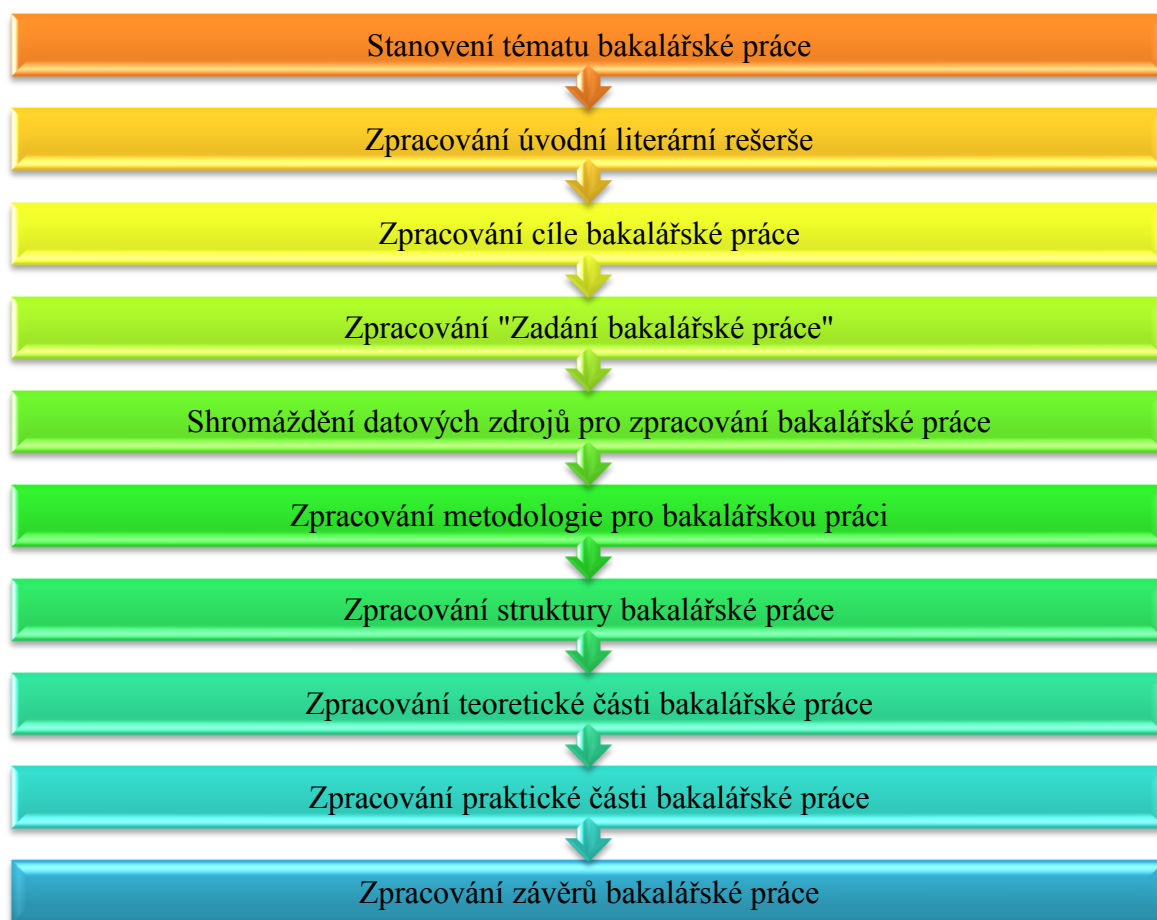 Stanovení tématu bakalářské práce
Zpracování úvodní literární rešerše
Zpracování cíle bakalářské práce
Zpracování "Zadání bakalářské práce"
Shromáždění datových zdrojů pro zpracování bakalářské práce
Zpracování metodologie pro bakalářskou práci
Zpracování struktury bakalářské práce
Zpracování teoretické části bakalářské práce
Zpracování praktické části bakalářské práce
Zpracování závěrů bakalářské práce